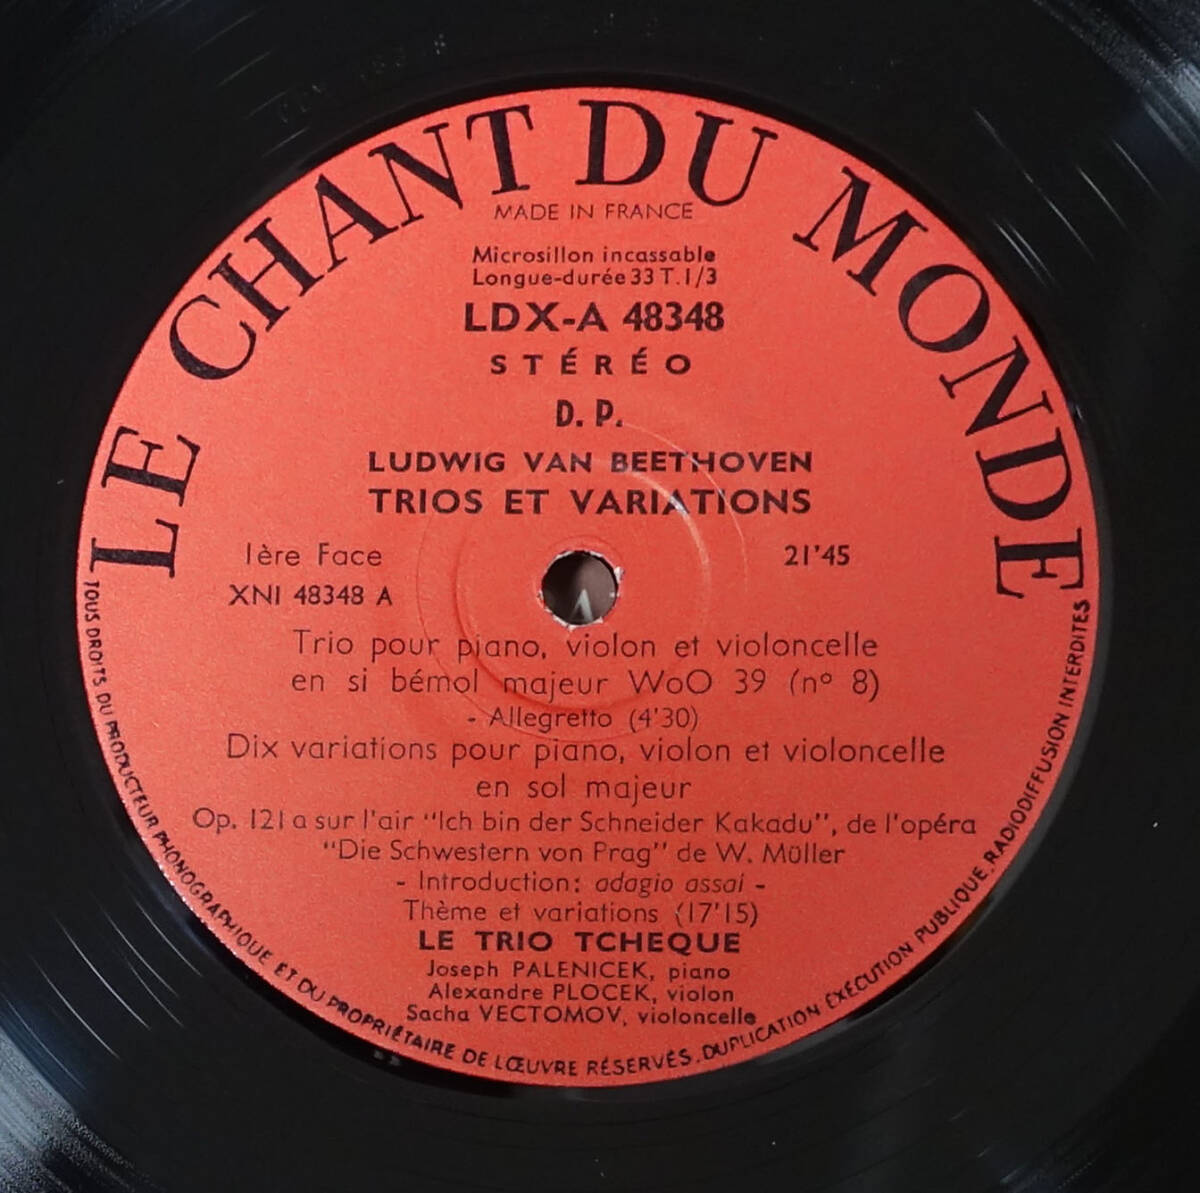 LE CHANT DU MONDE
MADE IN FRANCE
Microsillon incassable
Longue-durée 33 T.1/3
LDX-A 48348
STÉRÉO
D. P.
LUDWIG VAN BEETHOVEN
TRIOS ET VARIATIONS
1ère Face 21'45
XNI 48348 A
Trio pour piano, violon et violoncelle
en si bémol majeur WoO 39 (n° 8)
- Allegretto (4'30)
Dix variations pour piano, violon et violoncelle
en sol majeur
Op. 121 a sur l'air "Ich bin der Schneider Kakadu", de l'opéra
"Die Schwestern von Prag" de W. Müller
- Introduction: adagio assai -
Thème et variations (17'15)
LE TRIO TCHEQUE
Joseph PALENICEK, piano
Alexandre PLOCEK, violon
Sacha VECTOMOV, violoncelle
TOUS DROITS DU PRODUCTEUR PHONOGRAPHIQUE ET DU PROPRIÉTAIRE DE L'ŒUVRE RÉSERVÉS. DUPLICATION EXÉCUTION PUBLIQUE. RADIODIFFUSION INTERDITES